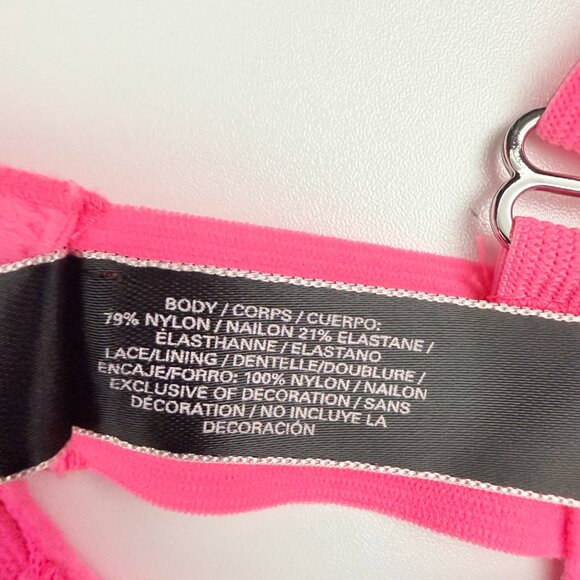 BODY / CORPS / CUERPO:
79% NYLON / NAILON 21% ELASTANE /
ÉLASTHANNE / ELASTANO
LACE/LINING / DENTELLE/DOUBLURE /
ENCAJE/FORRO: 100% NYLON / NAILON
EXCLUSIVE OF DECORATION / SANS
DÉCORATION / NO INCLUYE LA
DECORACIÓN